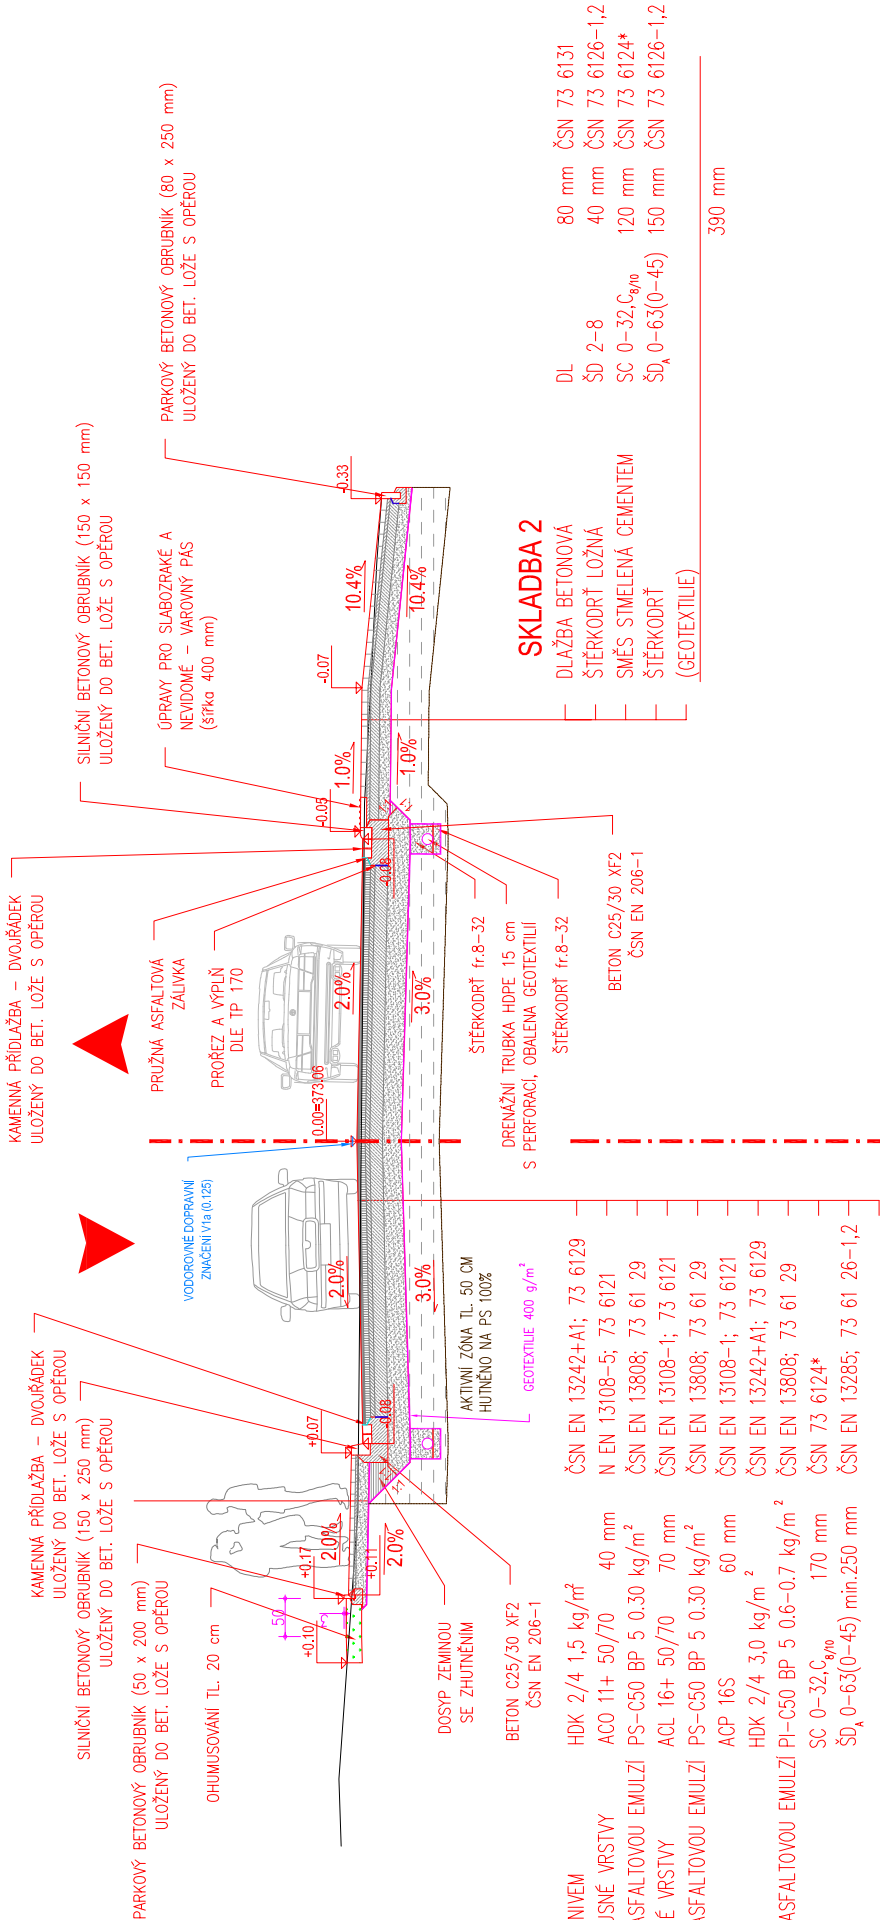 KAMENNÁ PŘÍDLAŽBA – DVOJŘÁDEK
ULOŽENÝ DO BET. LOŽE S OPĚROU
SILNIČNÍ BETONOVÝ OBRUBNÍK (150 x 250 mm)
ULOŽENÝ DO BET. LOŽE S OPĚROU
PARKOVÝ BETONOVÝ OBRUBNÍK (50 x 200 mm)
ULOŽENÝ DO BET. LOŽE S OPĚROU
OHUMUSOVÁNÍ TL. 20 cm
KAMENNÁ PŘÍDLAŽBA – DVOJŘÁDEK
ULOŽENÝ DO BET. LOŽE S OPĚROU
SILNIČNÍ BETONOVÝ OBRUBNÍK (150 x 150 mm)
ULOŽENÝ DO BET. LOŽE S OPĚROU
PRUŽNÁ ASFALTOVÁ
ZÁLIVKA
PROŘEZ A VÝPLŇ
DLE TP 170
ÚPRAVY PRO SLABOZRAKÉ A
NEVIDOMÉ – VAROVNÝ PÁS
(šířka 400 mm)
PARKOVÝ BETONOVÝ OBRUBNÍK (80 x 250 mm)
ULOŽENÝ DO BET. LOŽE S OPĚROU
VODOROVNÉ DOPRAVNÍ
ZNAČENÍ V1a (0.125)
0.00=373.06
+0.10
50
+0.17
+0.11
+0.07
-0.08
-0.08
-0.05
-0.07
-0.33
2.0%
2.0%
2.0%
2.0%
1.0%
10.4%
3.0%
3.0%
1.0%
10.4%
1:1
DOSYP ZEMINOU
SE ZHUTNĚNÍM
BETON C25/30 XF2
ČSN EN 206-1
AKTIVNÍ ZÓNA TL. 50 CM
HUTNĚNO NA PS 100%
GEOTEXTILIE 400 g/m²
ŠTĚRKODRŤ fr.8-32
DRENÁŽNÍ TRUBKA HDPE 15 cm
S PERFORACÍ, OBALENA GEOTEXTILIÍ
ŠTĚRKODRŤ fr.8-32
BETON C25/30 XF2
ČSN EN 206-1
NIVEM HDK 2/4 1,5 kg/m² ČSN EN 13242+A1; 73 6129
USNÉ VRSTVY ACO 11+ 50/70 40 mm N EN 13108-5; 73 6121
ASFALTOVOU EMULZÍ PS-C50 BP 5 0.30 kg/m² ČSN EN 13808; 73 61 29
É VRSTVY ACL 16+ 50/70 70 mm ČSN EN 13108-1; 73 6121
ASFALTOVOU EMULZÍ PS-C50 BP 5 0.30 kg/m² ČSN EN 13808; 73 61 29
ACP 16S 60 mm ČSN EN 13108-1; 73 6121
HDK 2/4 3,0 kg/m² ČSN EN 13242+A1; 73 6129
ASFALTOVOU EMULZÍ PI-C50 BP 5 0.6-0.7 kg/m² ČSN EN 13808; 73 61 29
SC 0-32,C8/10 170 mm ČSN 73 6124*
ŠDA 0-63(0-45) min.250 mm ČSN EN 13285; 73 61 26-1,2
SKLADBA 2
DLAŽBA BETONOVÁ DL 80 mm ČSN 73 6131
ŠTĚRKODRŤ LOŽNÁ ŠD 2-8 40 mm ČSN 73 6126-1,2
SMĚS STMELENÁ CEMENTEM SC 0-32,C8/10 120 mm ČSN 73 6124*
ŠTĚRKODRŤ ŠDA 0-63(0-45) 150 mm ČSN 73 6126-1,2
(GEOTEXTILIE)
390 mm